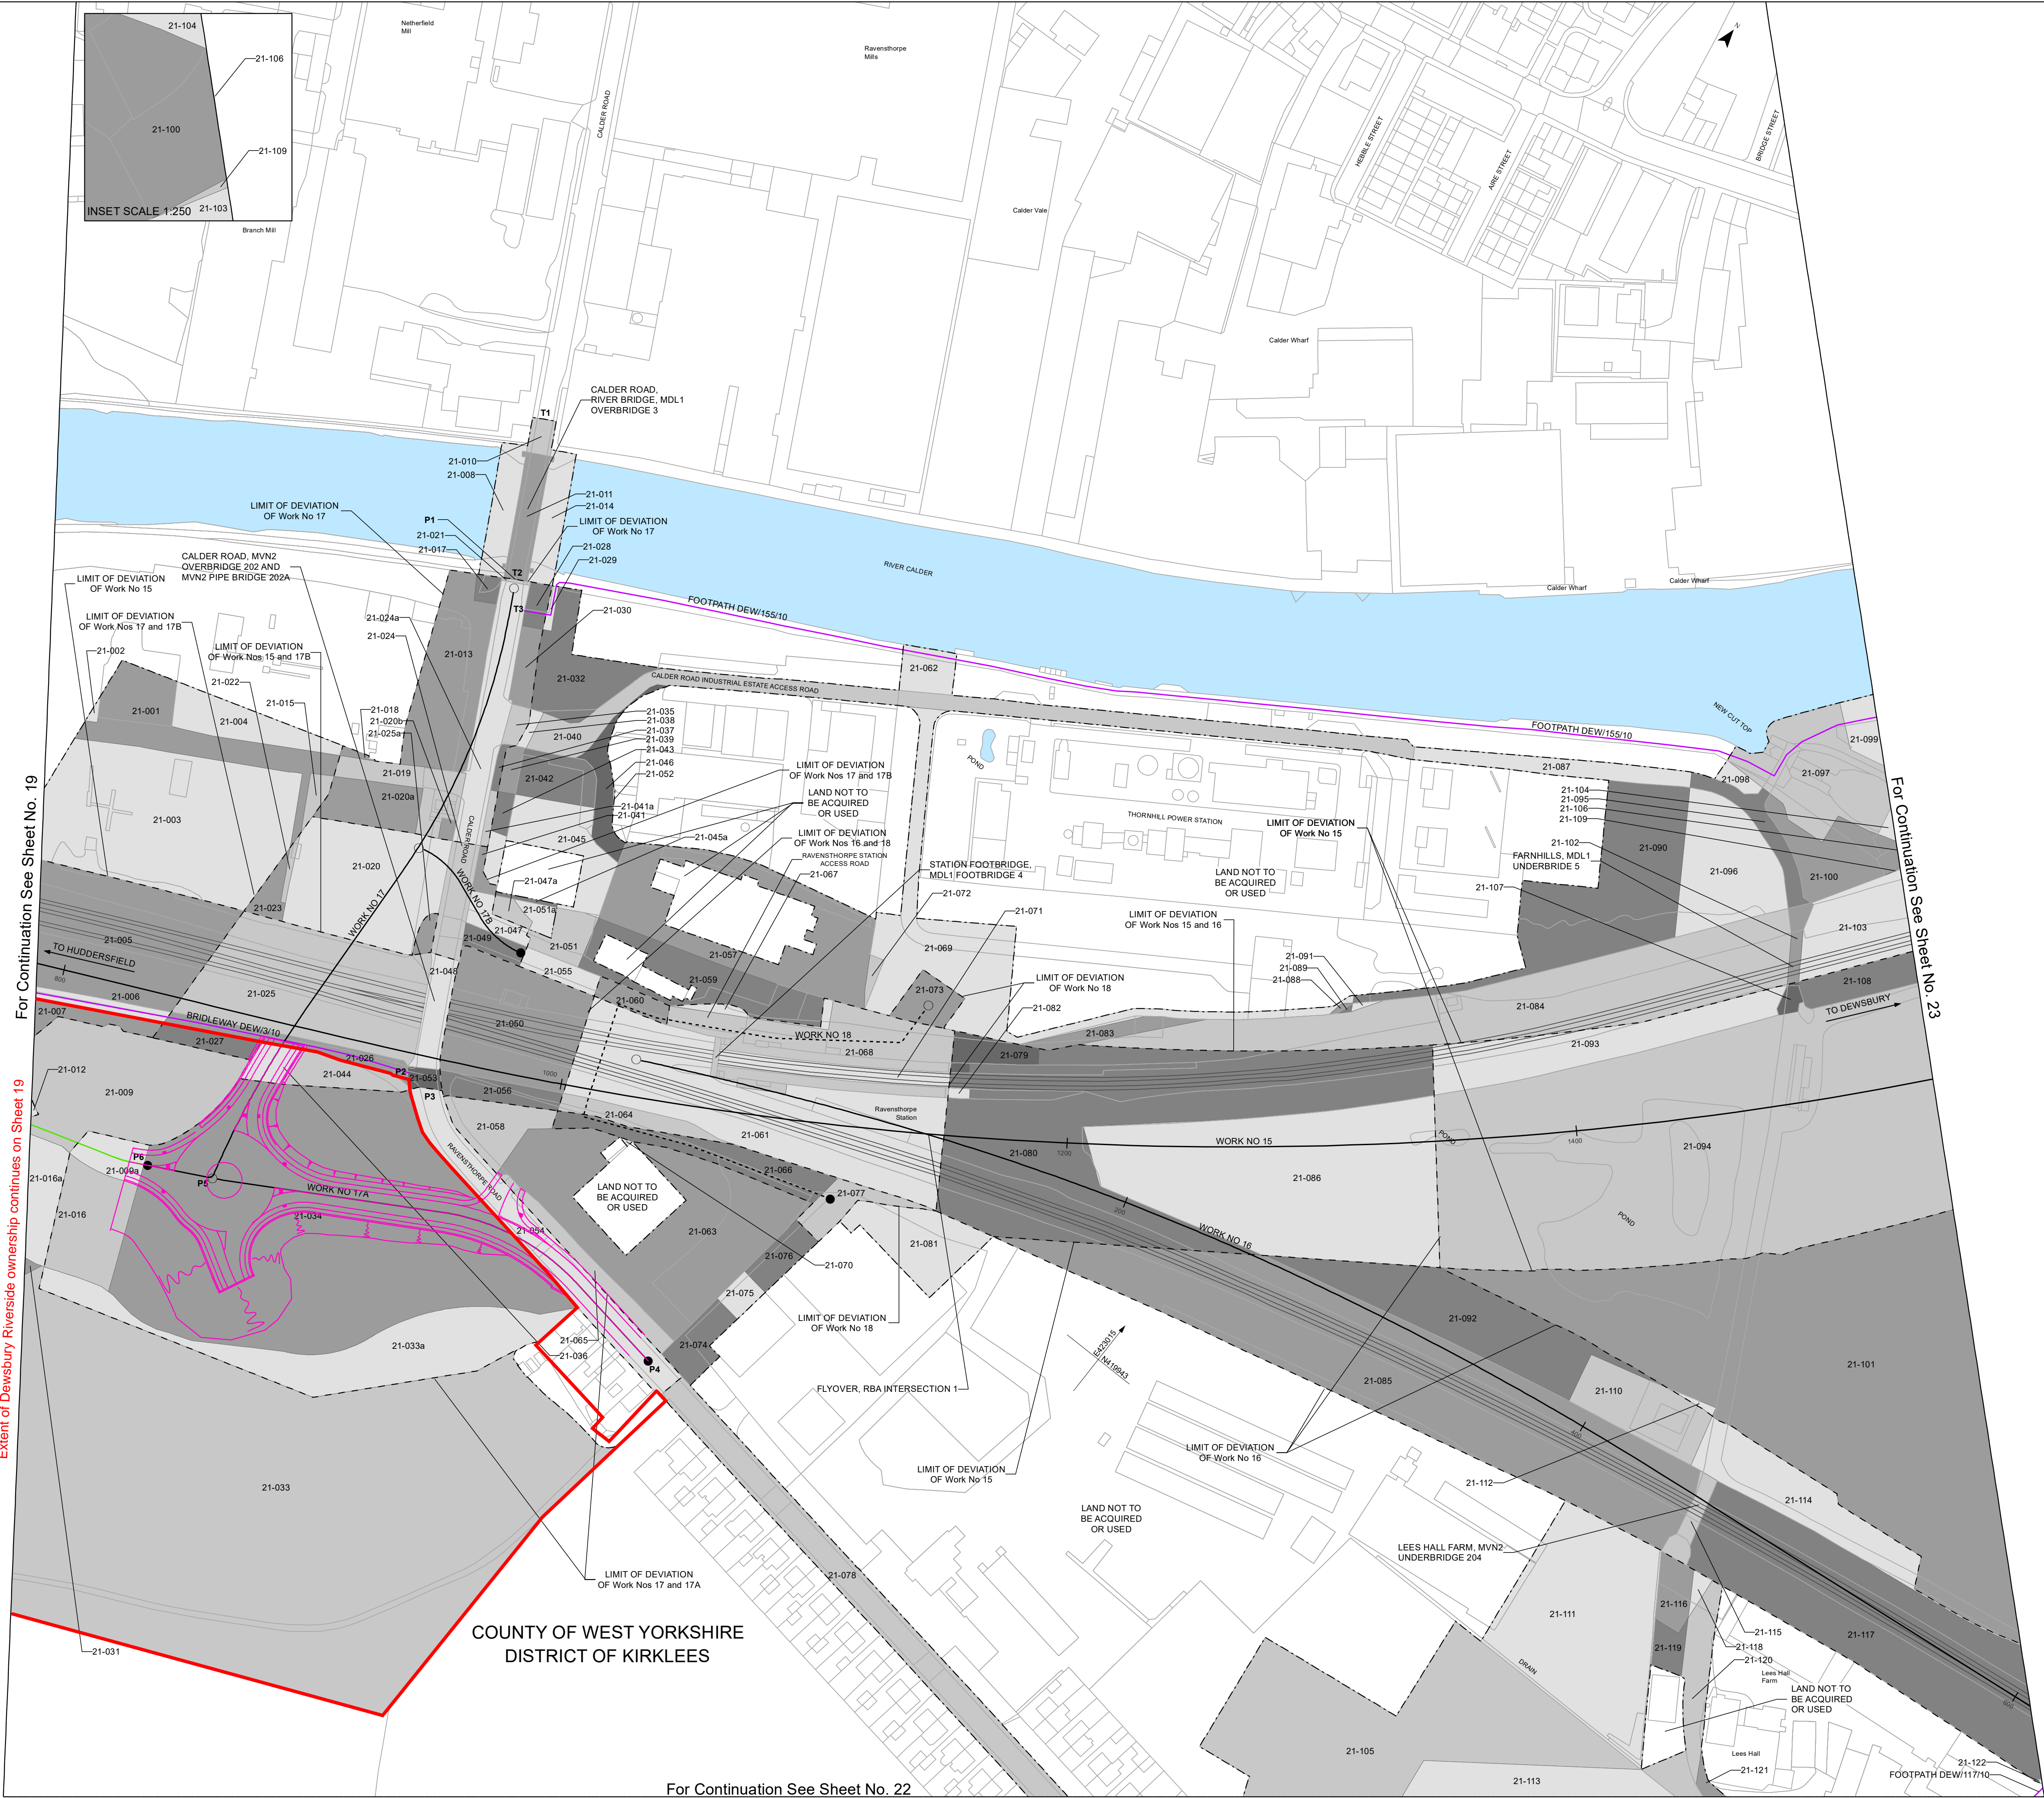 21-104
21-106
21-100
21-109
INSET SCALE 1:250
21-103
Branch Mill
Netherfield
Mill
Ravensthorpe
Mills
CALDER ROAD
Calder Vale
HEBBLE STREET
AIRE STREET
BRIDGE STREET
N
Calder Wharf
CALDER ROAD,
RIVER BRIDGE, MDL1
OVERBRIDGE 3
T1
21-010
21-008
21-011
21-014
LIMIT OF DEVIATION
OF Work No 17
LIMIT OF DEVIATION
OF Work No 17
P1
21-021
21-017
21-028
21-029
T2
T3
RIVER CALDER
Calder Wharf
Calder Wharf
CALDER ROAD, MVN2
OVERBRIDGE 202 AND
MVN2 PIPE BRIDGE 202A
LIMIT OF DEVIATION
OF Work No 15
LIMIT OF DEVIATION
OF Work Nos 17 and 17B
LIMIT OF DEVIATION
OF Work Nos 15 and 17B
21-024a
21-024
21-030
FOOTPATH DEW/155/10
21-002
21-013
21-022
21-015
21-032
21-062
CALDER ROAD INDUSTRIAL ESTATE ACCESS ROAD
21-001
21-004
21-018
21-020b
21-025a
21-035
21-038
21-037
21-039
21-043
21-046
21-052
21-040
NEW CUT TOP
FOOTPATH DEW/155/10
21-099
21-019
21-042
POND
21-087
21-098
21-097
LIMIT OF DEVIATION
OF Work Nos 17 and 17B
21-020a
21-003
LAND NOT TO
BE ACQUIRED
OR USED
21-104
21-095
21-106
21-109
21-041a
21-041
CALDER ROAD
21-045
21-045a
THORNHILL POWER STATION
LIMIT OF DEVIATION
OF Work No 15
LIMIT OF DEVIATION
OF Work Nos 16 and 18
RAVENSTHORPE STATION
ACCESS ROAD
21-067
21-102
FARNHILLS, MDL1
UNDERBRIDE 5
21-107
21-090
21-096
21-100
21-020
STATION FOOTBRIDGE,
MDL1 FOOTBRIDGE 4
LAND NOT TO
BE ACQUIRED
OR USED
21-047a
21-051a
21-072
21-071
21-023
WORK NO 17
WORK NO 17B
21-047
LIMIT OF DEVIATION
OF Work Nos 15 and 16
21-103
21-005
21-049
21-051
21-057
21-069
TO HUDDERSFIELD
21-048
21-055
21-059
21-091
21-089
21-088
LIMIT OF DEVIATION
OF Work No 18
800
21-006
21-025
21-060
21-073
21-082
21-084
21-108
TO DEWSBURY
21-007
BRIDLEWAY DEW/3/10
21-050
WORK NO 18
21-083
21-027
21-026
21-068
21-079
21-093
21-012
21-009
21-044
P2
21-053
P3
21-056
1000
21-064
Ravensthorpe
Station
21-058
21-061
POND
WORK NO 15
1400
21-094
1200
21-080
RAVENSTHORPE ROAD
21-066
21-086
P6
21-009a
P5
WORK NO 17A
21-016a
21-016
21-034
LAND NOT TO
BE ACQUIRED
OR USED
21-077
200
21-054
21-063
POND
WORK NO 16
21-081
21-076
21-070
21-075
LIMIT OF DEVIATION
OF Work No 18
21-092
21-033a
21-065
21-036
21-074
P4
E423015
N419943
21-101
21-085
FLYOVER, RBA INTERSECTION 1
21-110
LIMIT OF DEVIATION
OF Work No 16
400
LIMIT OF DEVIATION
OF Work No 15
21-033
21-112
21-114
LAND NOT TO
BE ACQUIRED
OR USED
LEES HALL FARM, MVN2
UNDERBRIDGE 204
LIMIT OF DEVIATION
OF Work Nos 17 and 17A
21-078
21-116
21-111
21-115
21-117
COUNTY OF WEST YORKSHIRE
DISTRICT OF KIRKLEES
21-119
21-118
21-120
21-031
DRAIN
Lees Hall
Farm
LAND NOT TO
BE ACQUIRED
OR USED
600
21-105
Lees Hall
21-122
FOOTPATH DEW/117/10
21-121
21-113
For Continuation See Sheet No. 22
For Continuation See Sheet No. 19
For Continuation See Sheet No. 23
Extent of Dewsbury Riverside ownership continues on Sheet 19